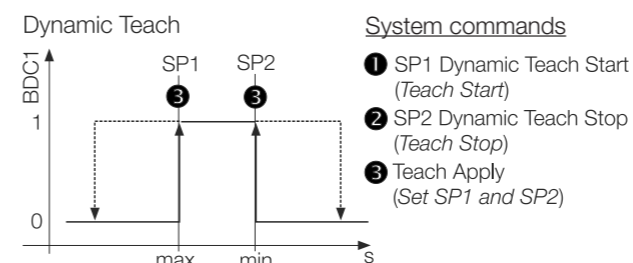 Dynamic Teach
BDC1
SP1 SP2
3 3
1
0
max min s
System commands
1 SP1 Dynamic Teach Start
(Teach Start)
2 SP2 Dynamic Teach Stop
(Teach Stop)
3 Teach Apply
(Set SP1 and SP2)